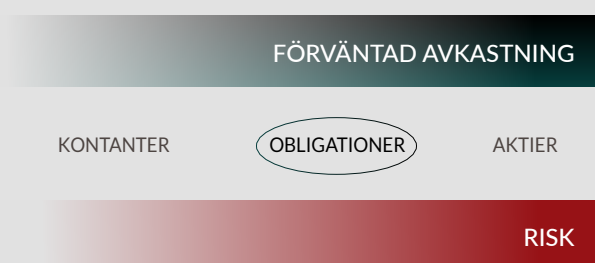 FÖRVÄNTAD AVKASTNING
KONTANTER OBLIGATIONER AKTIER
RISK